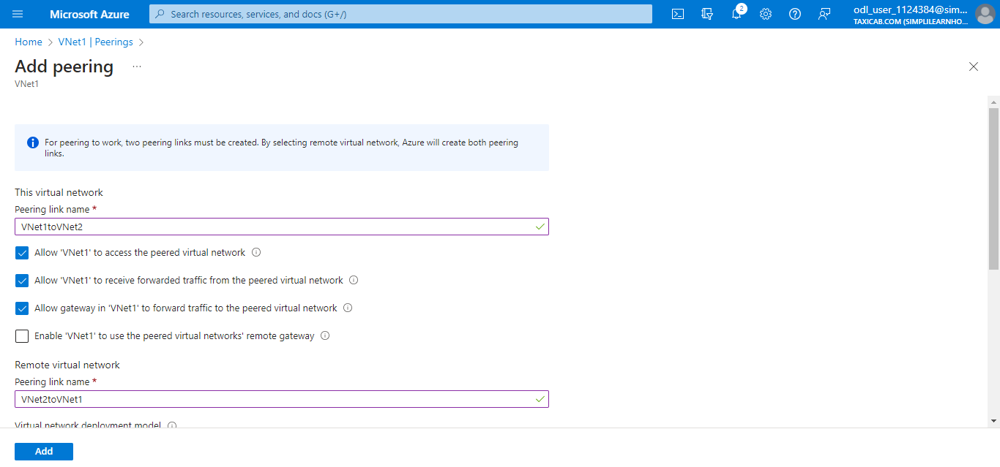 Microsoft Azure
Search resources, services, and docs (G+/)
2
odl_user_1124384@sim...
TAXICAB.COM (SIMPLILEARNHO...
Home > VNet1 | Peerings >
Add peering ...
VNet1
For peering to work, two peering links must be created. By selecting remote virtual network, Azure will create both peering
links.
This virtual network
Peering link name *
VNet1toVNet2
Allow 'VNet1' to access the peered virtual network
Allow 'VNet1' to receive forwarded traffic from the peered virtual network
Allow gateway in 'VNet1' to forward traffic to the peered virtual network
Enable 'VNet1' to use the peered virtual networks' remote gateway
Remote virtual network
Peering link name *
VNet2toVNet1
Virtual network deployment model
Add